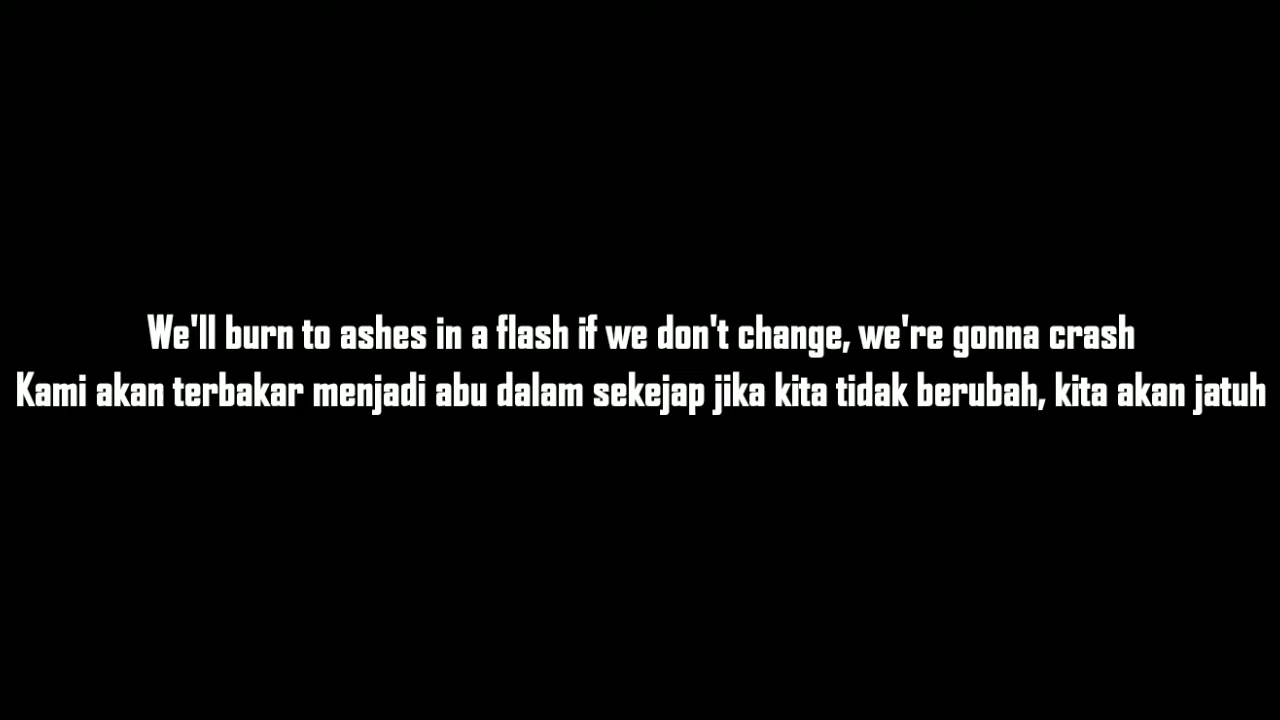 We'll burn to ashes in a flash if we don't change, we're gonna crash
Kami akan terbakar menjadi abu dalam sekejap jika kita tidak berubah, kita akan jatuh